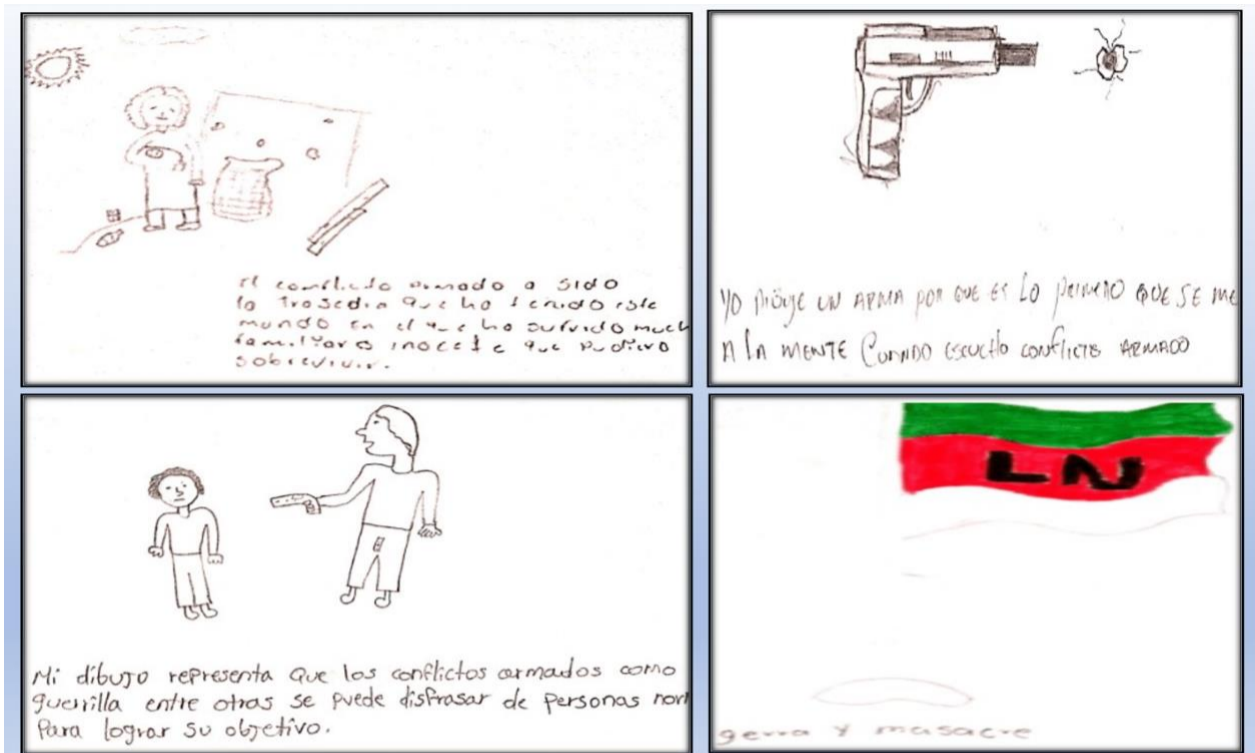 El conflicto armado a sido
la trasedia que ha tenido este
mundo en el que ha sufrido much
familiares inocete que pudiero
sobrevivir.
YO DIBUJE UN ARMA POR QUE ES LO PRIMERO QUE SE ME
A LA MENTE CUANDO ESCUCHO CONFLICTO ARMADO
Mi dibujo representa que los conflictos armados como
guerrilla entre otras se puede disfrasar de personas nor
Para lograr su objetivo.
LN
gerra y masacre